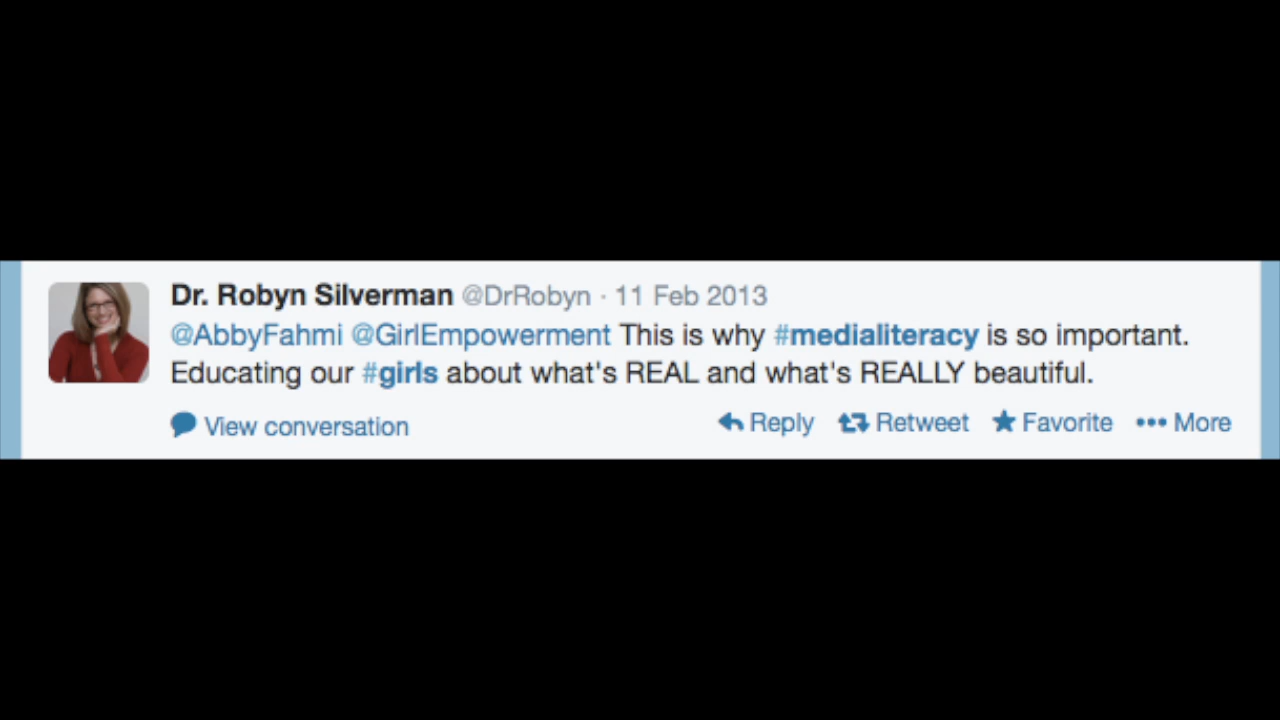 Dr. Robyn Silverman @DrRobyn · 11 Feb 2013
@AbbyFahmi @GirlEmpowerment This is why #medialiteracy is so important.
Educating our #girls about what's REAL and what's REALLY beautiful.
View conversation Reply Retweet Favorite More